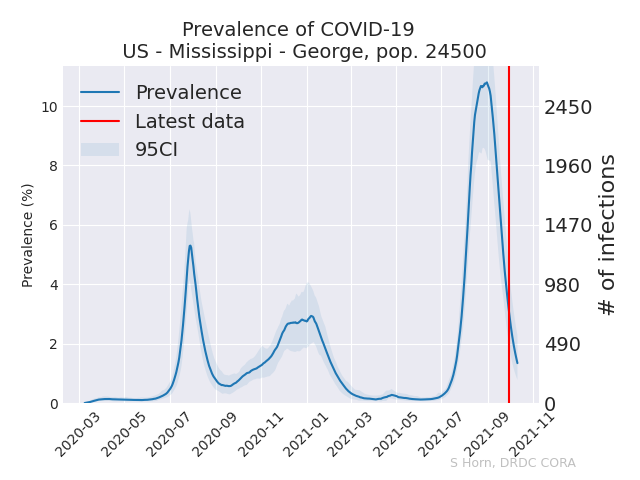 Prevalence of COVID-19
US - Mississippi - George, pop. 24500
Prevalence
Latest data
95CI
Prevalence (%)
10
8
6
4
2
0
2450
1960
1470
980
490
0
# of infections
2020-03
2020-05
2020-07
2020-09
2020-11
2021-01
2021-03
2021-05
2021-07
2021-09
2021-11
S Horn, DRDC CORA